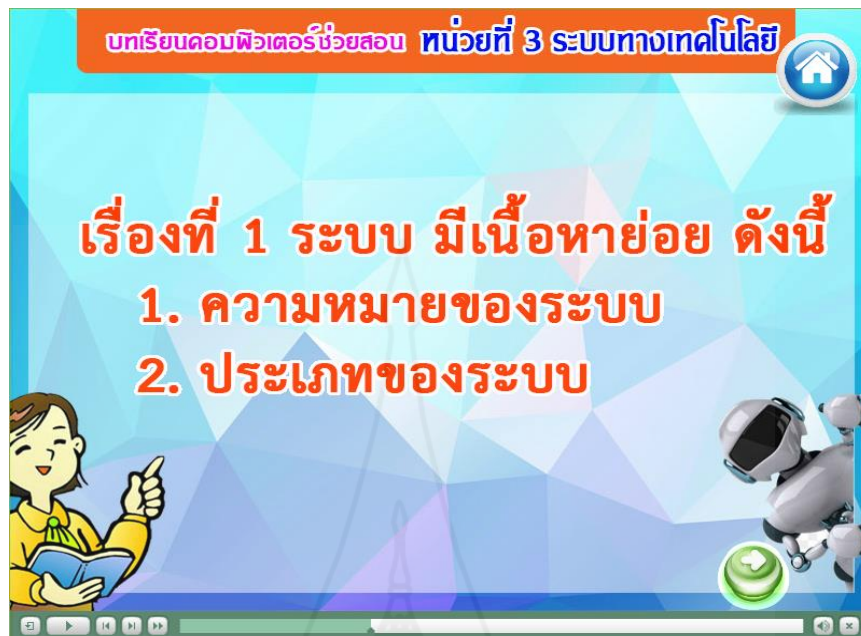 บทเรียนคอมพิวเตอร์ช่วยสอน หน่วยที่ 3 ระบบทางเทคโนโลยี
เรื่องที่ 1 ระบบ มีเนื้อหาย่อย ดังนี้
1. ความหมายของระบบ
2. ประเภทของระบบ